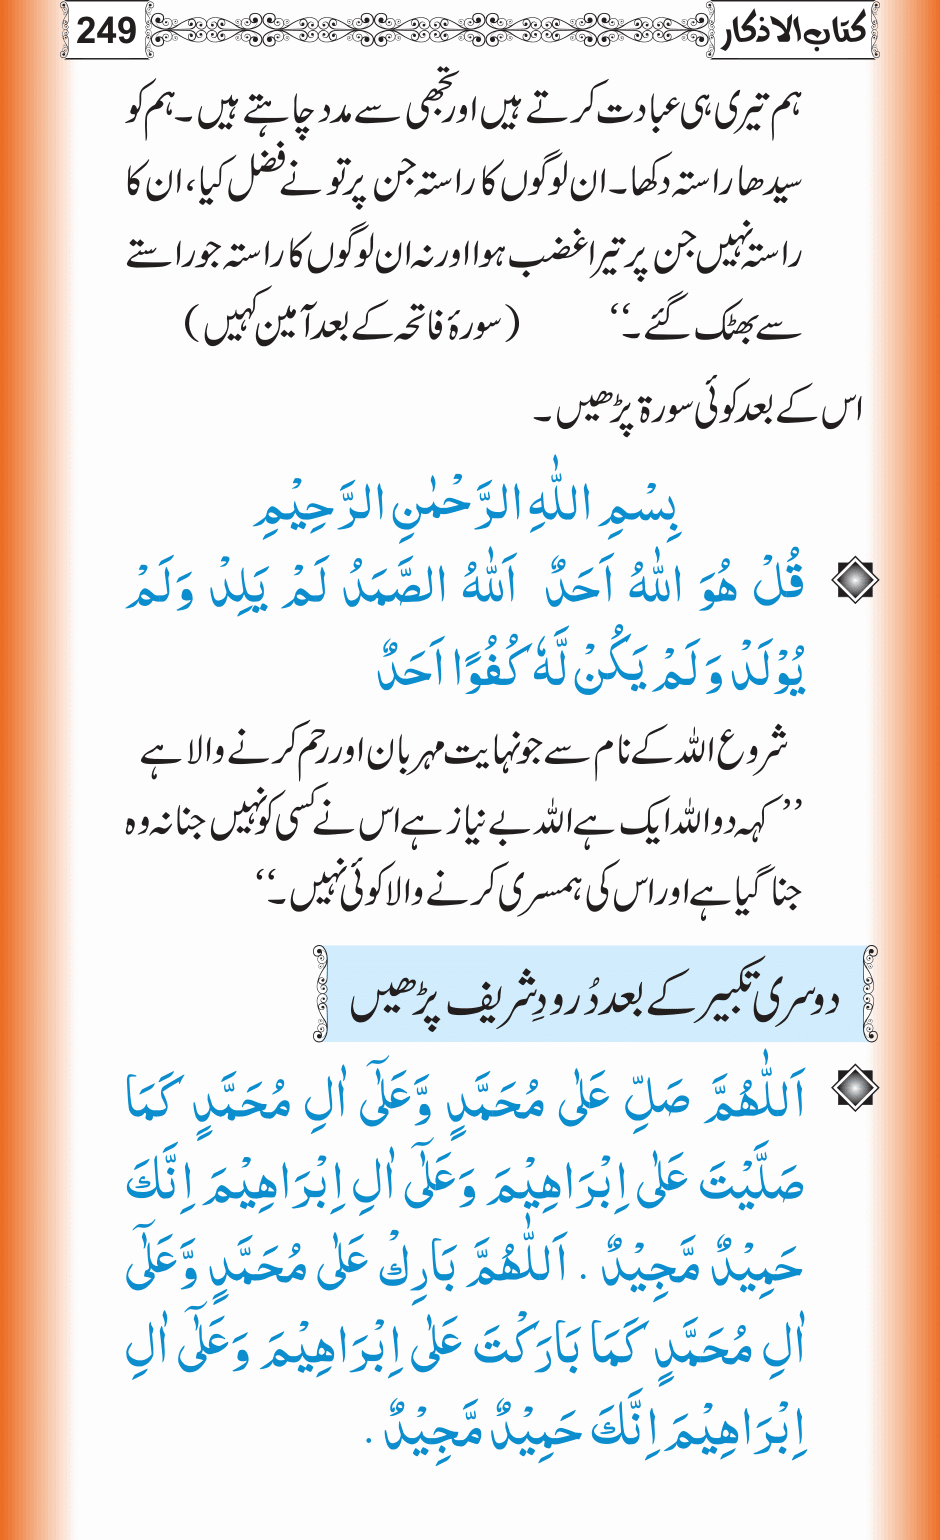 کتاب الاذکار 249
ہم تیری ہی عبادت کرتے ہیں اور تجھی سے مدد چاہتے ہیں۔ ہم کو
سیدھا راستہ دکھا۔ ان لوگوں کا راستہ جن پر تو نے فضل کیا، ان کا
راستہ نہیں جن پر تیرا غضب ہوا اور نہ ان لوگوں کا راستہ جو راستے
سے بھٹک گئے۔‘‘ (سورۂ فاتحہ کے بعد آمین کہیں)
اس کے بعد کوئی سورۃ پڑھیں۔
بِسْمِ اللّٰهِ الرَّحْمٰنِ الرَّحِيْمِ
قُلْ هُوَ اللّٰهُ اَحَدٌ اَللّٰهُ الصَّمَدُ لَمْ يَلِدْ وَلَمْ
يُوْلَدْ وَلَمْ يَكُنْ لَّهٗ كُفُوًا اَحَدٌ
شروع اللہ کے نام سے جو نہایت مہربان اور رحم کرنے والا ہے
’’کہہ دو اللہ ایک ہے اللہ بے نیاز ہے اس نے کسی کو نہیں جنا نہ وہ
جنا گیا ہے اور اس کی ہمسری کرنے والا کوئی نہیں۔‘‘
دوسری تکبیر کے بعد دُرودِ شریف پڑھیں
اَللّٰهُمَّ صَلِّ عَلٰى مُحَمَّدٍ وَّعَلٰٓى اٰلِ مُحَمَّدٍ كَمَا
صَلَّيْتَ عَلٰى اِبْرَاهِيْمَ وَعَلٰٓى اٰلِ اِبْرَاهِيْمَ اِنَّكَ
حَمِيْدٌ مَّجِيْدٌ . اَللّٰهُمَّ بَارِكْ عَلٰى مُحَمَّدٍ وَّعَلٰٓى
اٰلِ مُحَمَّدٍ كَمَا بَارَكْتَ عَلٰى اِبْرَاهِيْمَ وَعَلٰٓى اٰلِ
اِبْرَاهِيْمَ اِنَّكَ حَمِيْدٌ مَّجِيْدٌ .